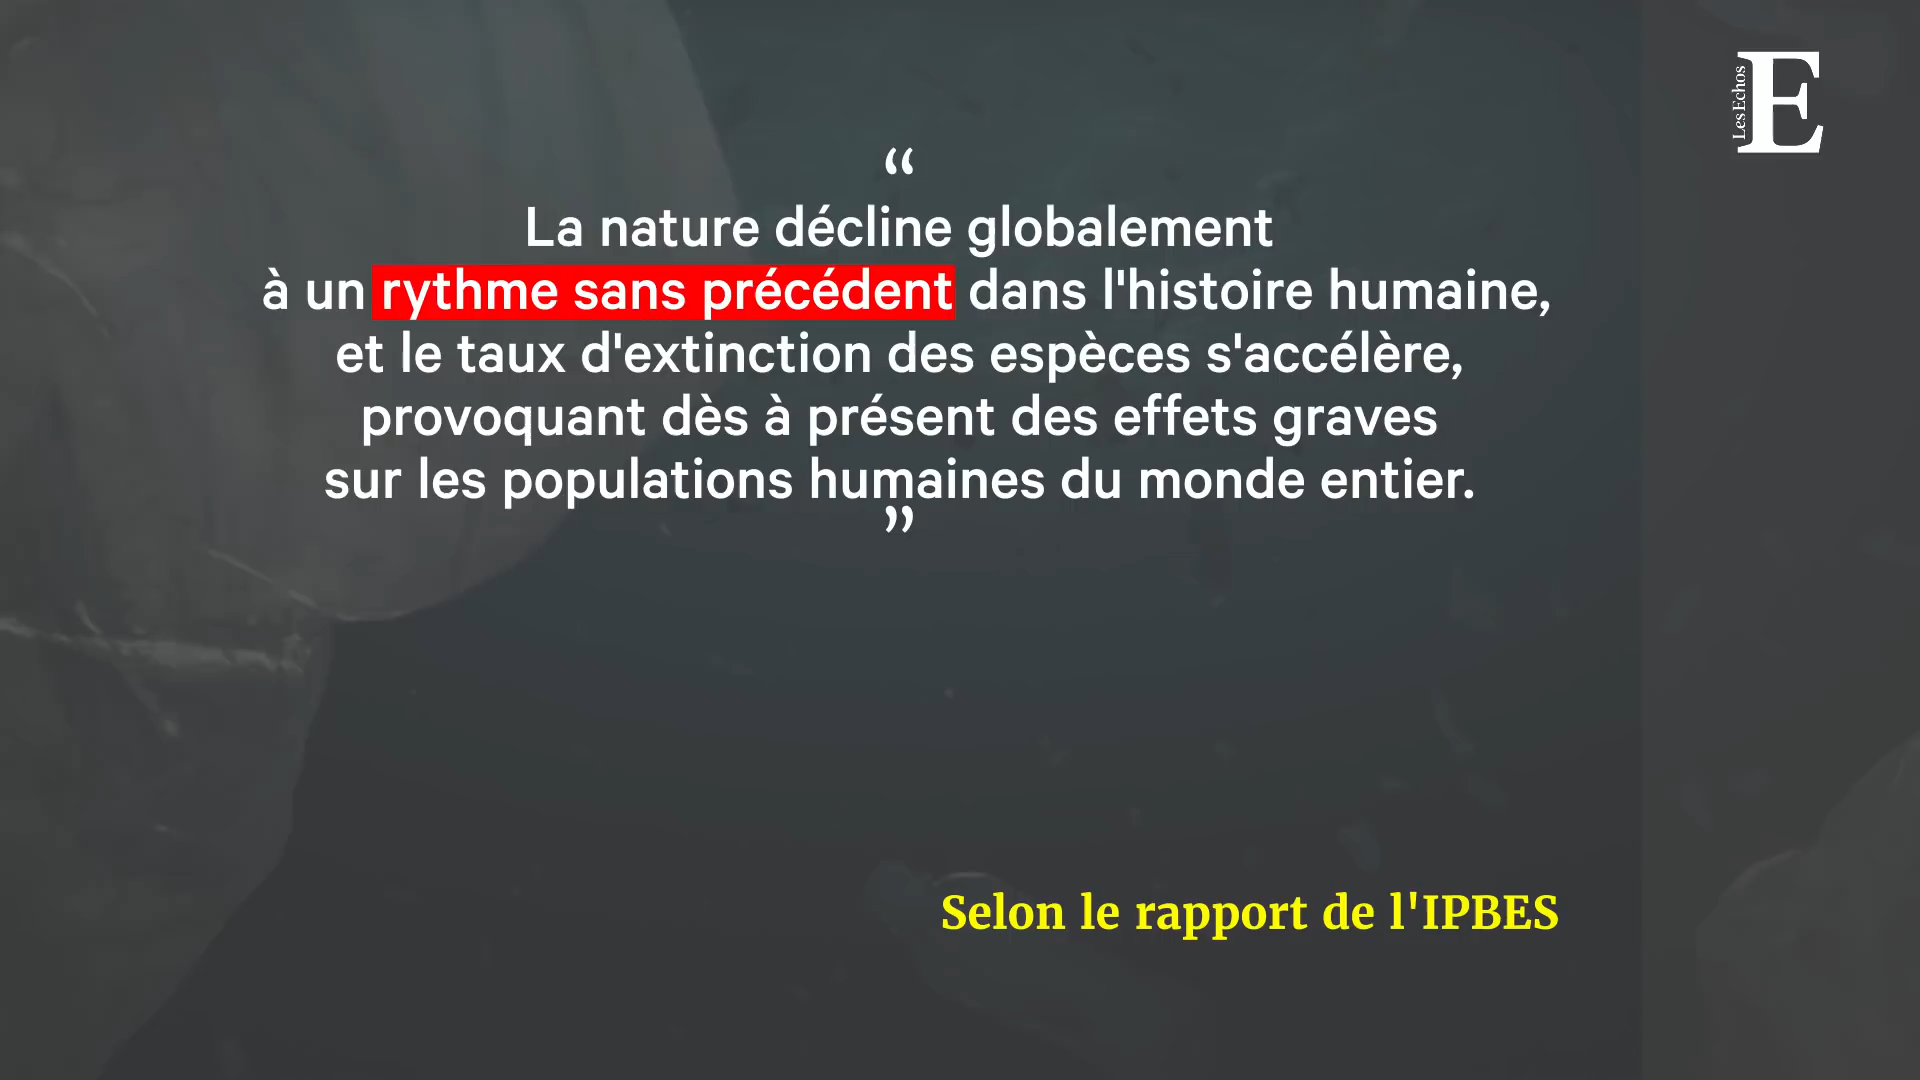 Les Echos
E
“
La nature décline globalement
à un rythme sans précédent dans l'histoire humaine,
et le taux d'extinction des espèces s'accélère,
provoquant dès à présent des effets graves
sur les populations humaines du monde entier.
”
Selon le rapport de l'IPBES